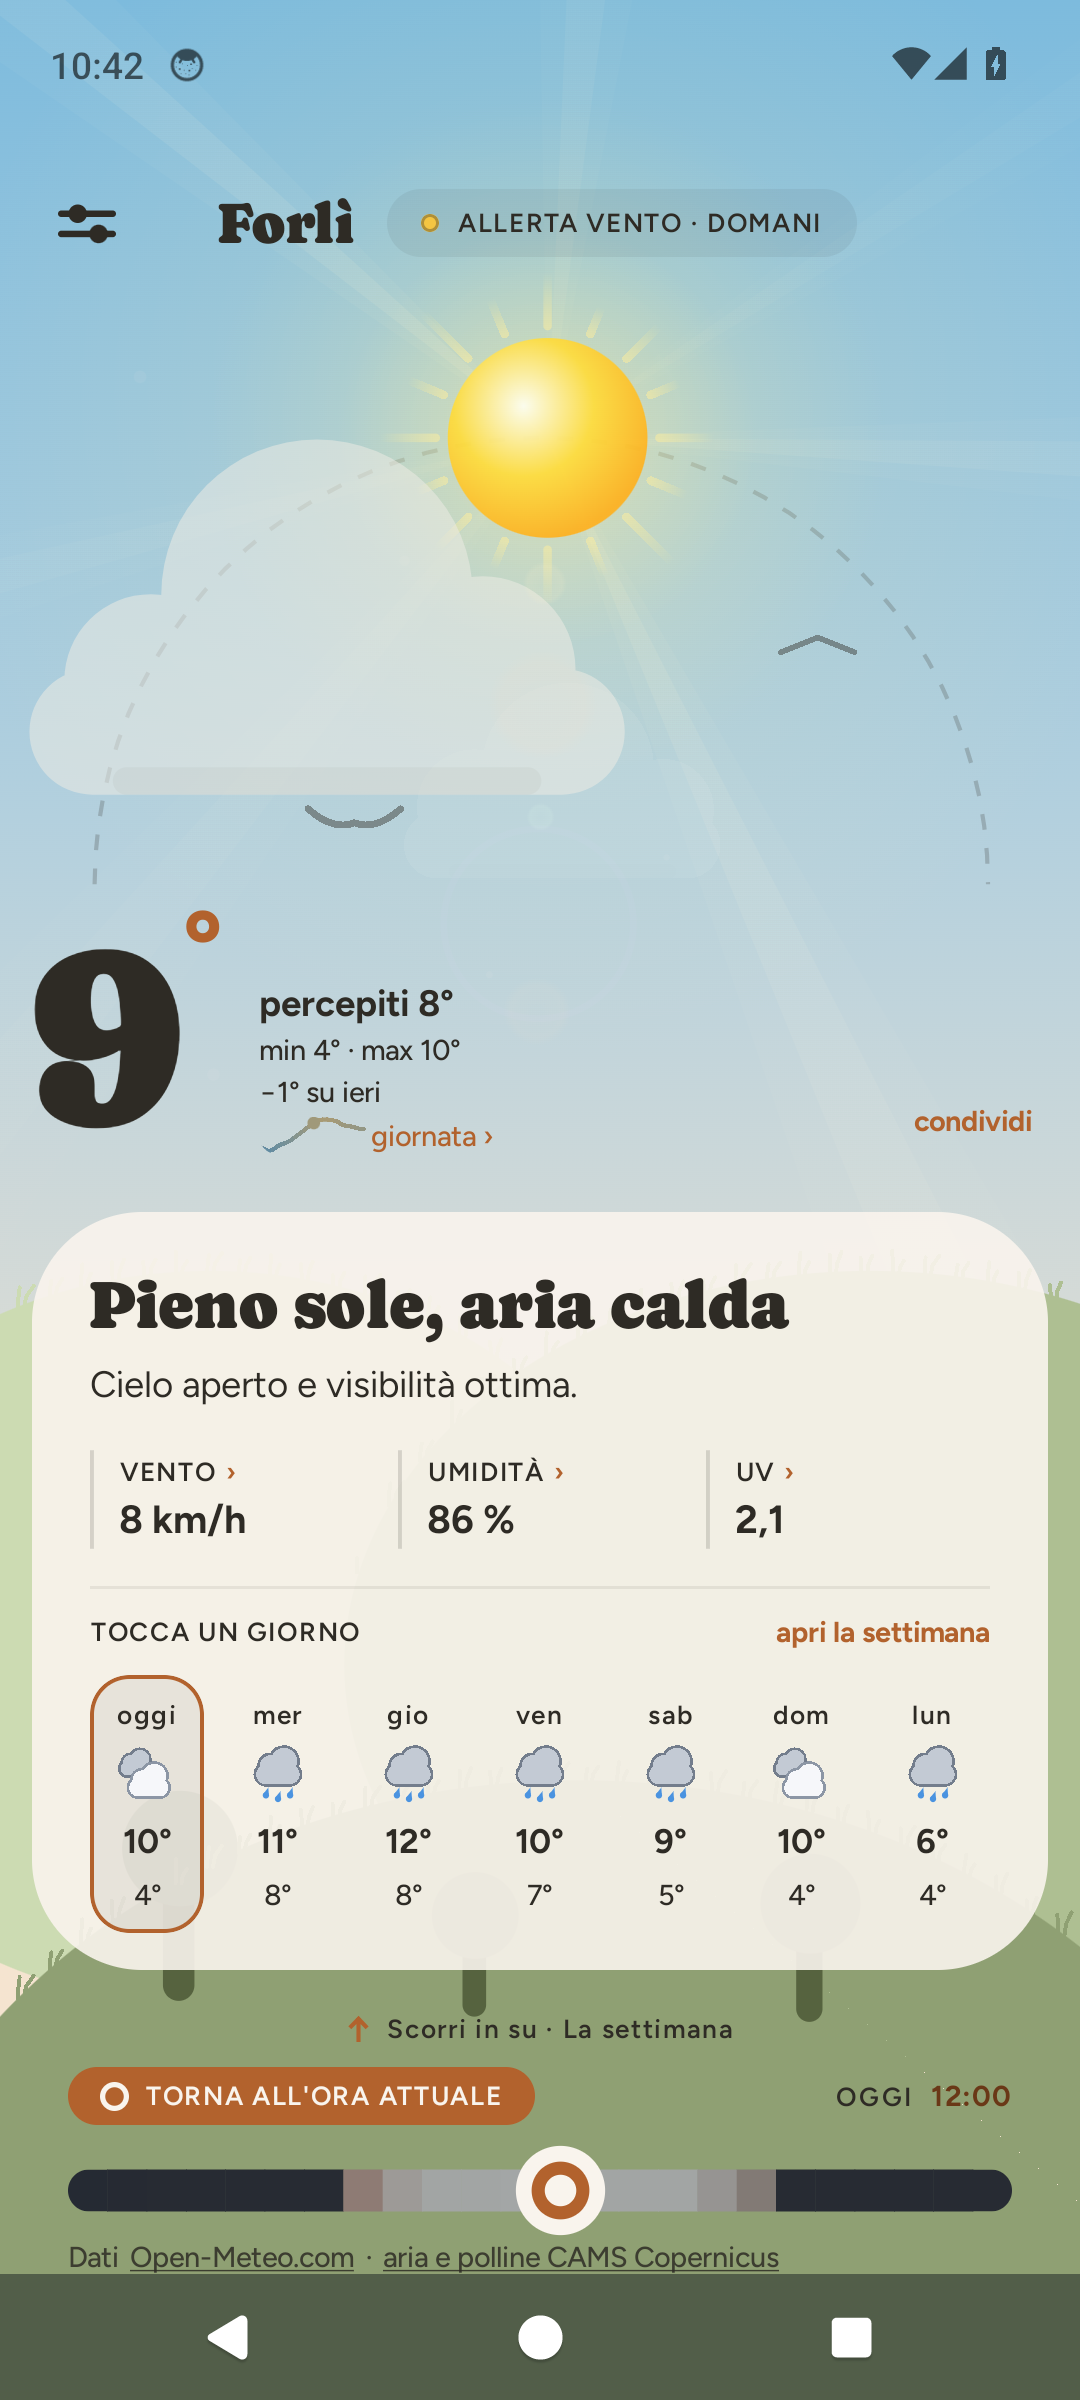 10:42
Forlì
ALLERTA VENTO · DOMANI
9°
percepiti 8°
min 4° · max 10°
−1° su ieri
giornata ›
condividi
Pieno sole, aria calda
Cielo aperto e visibilità ottima.
VENTO › UMIDITÀ › UV ›
8 km/h 86 % 2,1
TOCCA UN GIORNO apri la settimana
oggi mer gio ven sab dom lun
10° 11° 12° 10° 9° 10° 6°
4° 8° 8° 7° 5° 4° 4°
↑ Scorri in su · La settimana
TORNA ALL'ORA ATTUALE OGGI 12:00
Dati Open-Meteo.com · aria e polline CAMS Copernicus